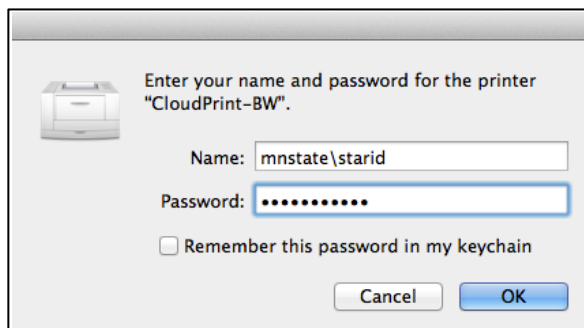 Enter your name and password for the printer
“CloudPrint-BW”.
Name: mnstate\starid
Password: •••••••••••
Remember this password in my keychain
Cancel OK